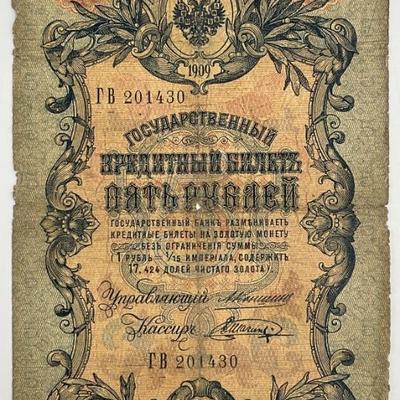 1909
ГВ 201430
ГОСУДАРСТВЕННЫЙ
КРЕДИТНЫЙ БИЛЕТЪ
ПЯТЬ РУБЛЕЙ
ГОСУДАРСТВЕННЫЙ БАНКЪ РАЗМѢНИВАЕТЪ
КРЕДИТНЫЕ БИЛЕТЫ НА ЗОЛОТУЮ МОНЕТУ
БЕЗЪ ОГРАНИЧЕНІЯ СУММЫ
(1 РУБЛЬ = 1/15 ИМПЕРІАЛА, СОДЕРЖИТЪ
17,424 ДОЛЕЙ ЧИСТАГО ЗОЛОТА).
Управляющій
Кассиръ
ГВ 201430